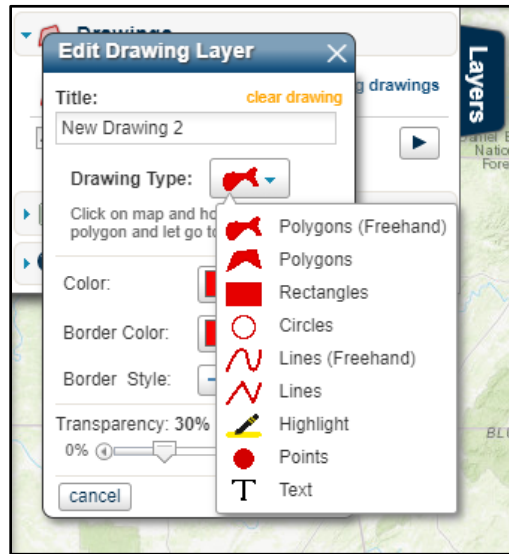 Drawings
Edit Drawing Layer
Layers
g drawings
Title:
clear drawing
New Drawing 2
Natio
Fore
Drawing Type:
Click on map and ho
polygon and let go to
Polygons (Freehand)
Polygons
Color:
Rectangles
Circles
Border Color:
Lines (Freehand)
Border Style:
Lines
Transparency: 30%
Highlight
0%
Points
cancel
Text
BLU